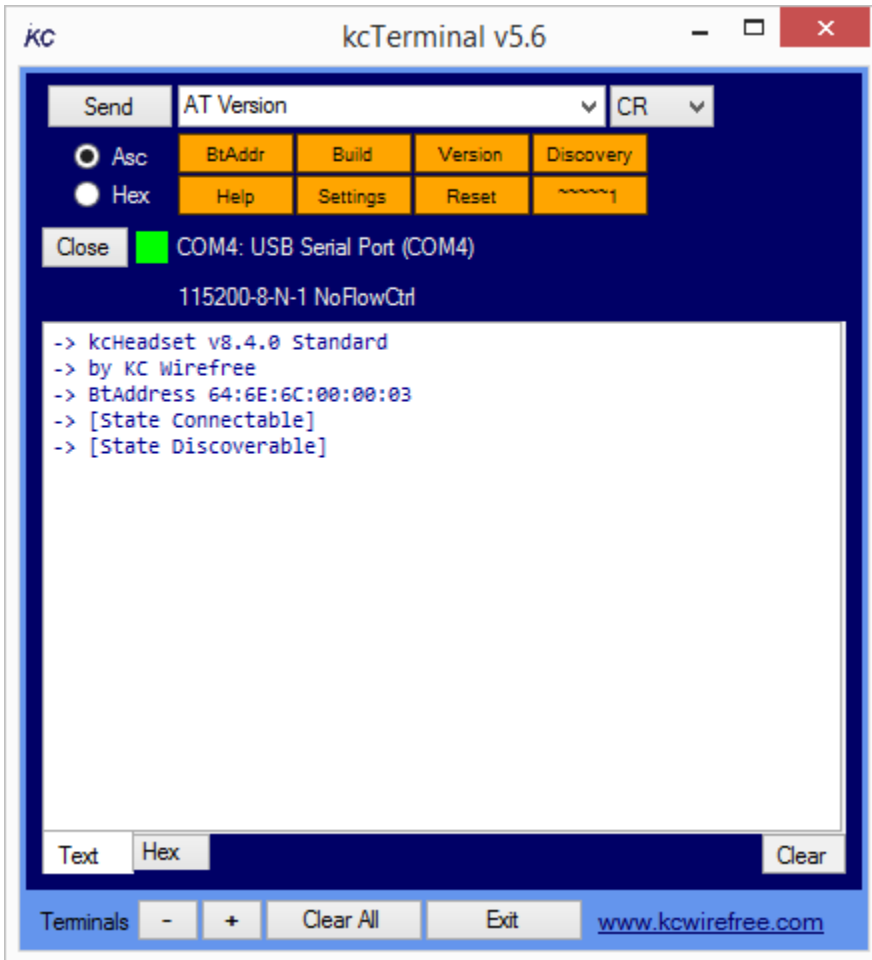 KC kcTerminal v5.6
Send AT Version CR
Asc BtAddr Build Version Discovery
Hex Help Settings Reset ~~~~~1
Close COM4: USB Serial Port (COM4)
115200-8-N-1 NoFlowCtrl
-> kcHeadset v8.4.0 Standard
-> by KC Wirefree
-> BtAddress 64:6E:6C:00:00:03
-> [State Connectable]
-> [State Discoverable]
Text Hex Clear
Terminals - + Clear All Exit www.kcwirefree.com